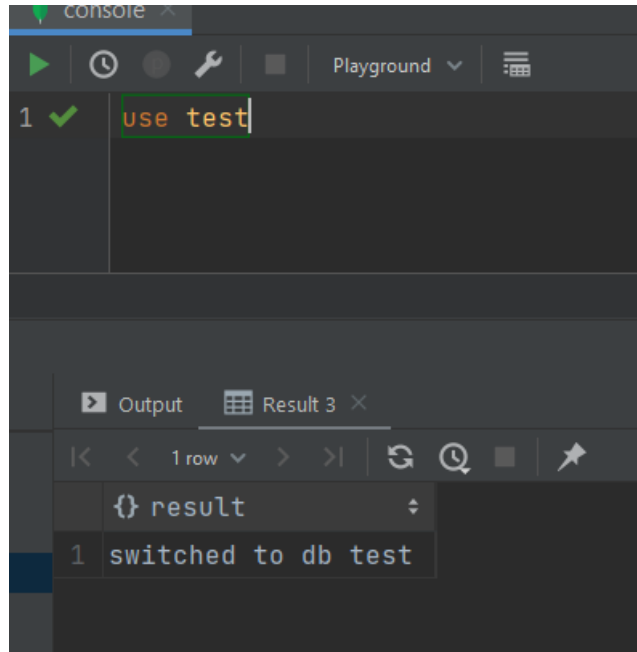 console
Playground
1 use test
Output Result 3
1 row
{} result
1 switched to db test